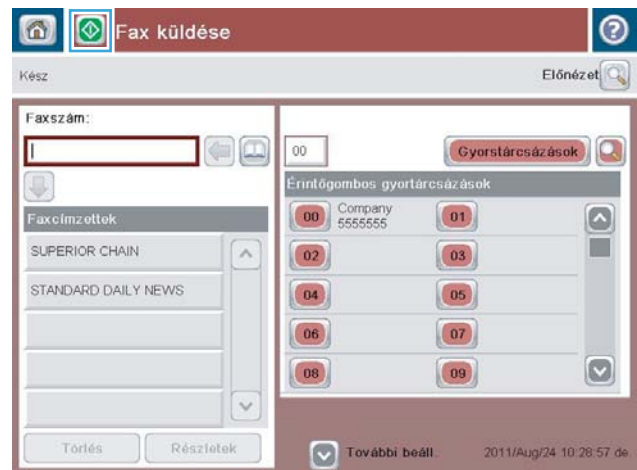 Fax küldése
Kész
Előnézet
Faxszám:
Faxcímzettek
SUPERIOR CHAIN
STANDARD DAILY NEWS
Törlés
Részletek
00
Gyorstárcsázások
Érintőgombos gyortárcsázások
00 Company 01
5555555
02 03
04 05
06 07
08 09
További beáll.
2011/Aug/24 10:28:57 de.